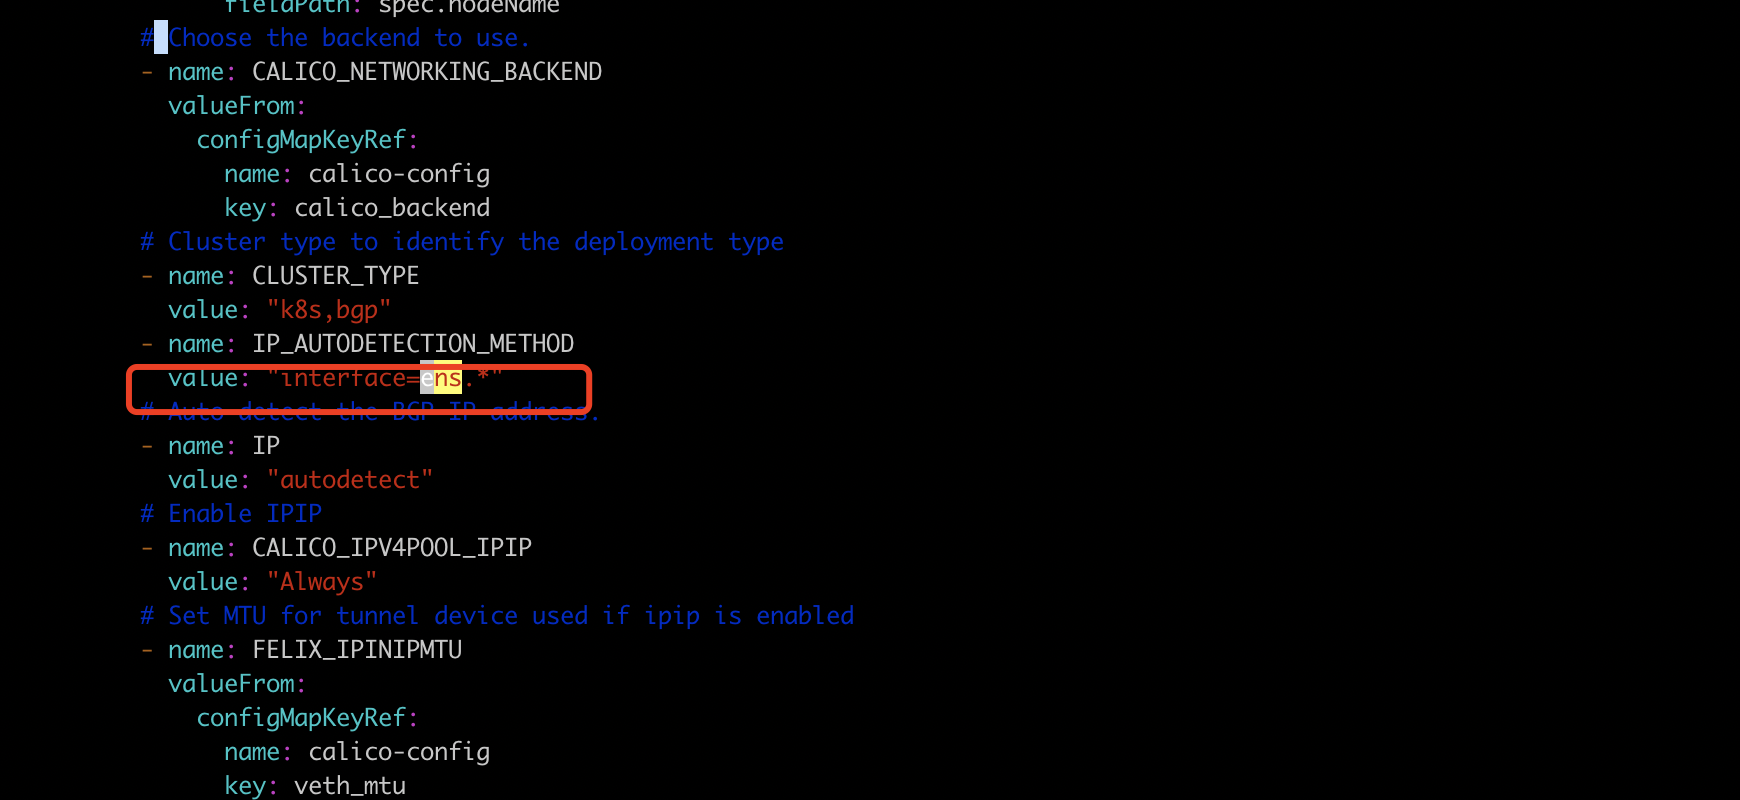 fieldPath: spec.nodeName
# Choose the backend to use.
- name: CALICO_NETWORKING_BACKEND
valueFrom:
configMapKeyRef:
name: calico-config
key: calico_backend
# Cluster type to identify the deployment type
- name: CLUSTER_TYPE
value: "k8s,bgp"
- name: IP_AUTODETECTION_METHOD
value: "interface=ens.*"
# Auto-detect the BGP IP address.
- name: IP
value: "autodetect"
# Enable IPIP
- name: CALICO_IPV4POOL_IPIP
value: "Always"
# Set MTU for tunnel device used if ipip is enabled
- name: FELIX_IPINIPMTU
valueFrom:
configMapKeyRef:
name: calico-config
key: veth_mtu